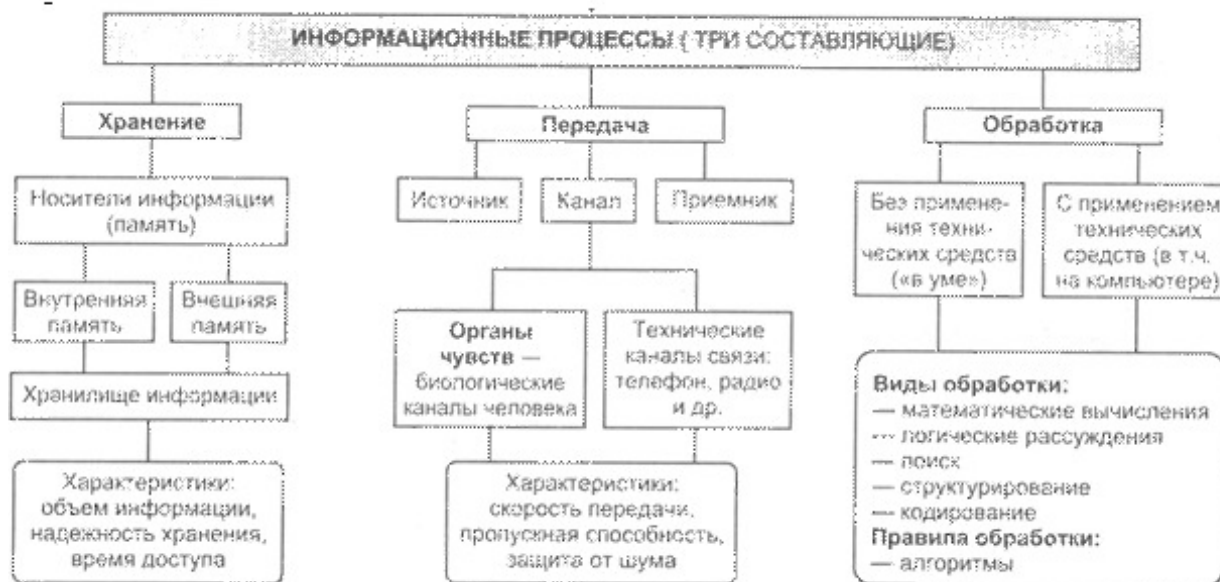 ИНФОРМАЦИОННЫЕ ПРОЦЕССЫ ( ТРИ СОСТАВЛЯЮЩИЕ)
Хранение
Передача
Обработка
Носители информации
(память)
Источник
Канал
Приемник
Без примене-
ния техни-
ческих средств
(«в уме»)
С применением
технических
средств (в т.ч.
на компьютере)
Внутренняя
память
Внешняя
память
Органы
чувств —
биологические
каналы человека
Технические
каналы связи:
телефон, радио
и др.
Хранилище информации
Характеристики:
объем информации,
надежность хранения,
время доступа
Характеристики:
скорость передачи,
пропускная способность,
защита от шума
Виды обработки:
— математические вычисления
— логические рассуждения
— поиск
— структурирование
— кодирование
Правила обработки:
— алгоритмы